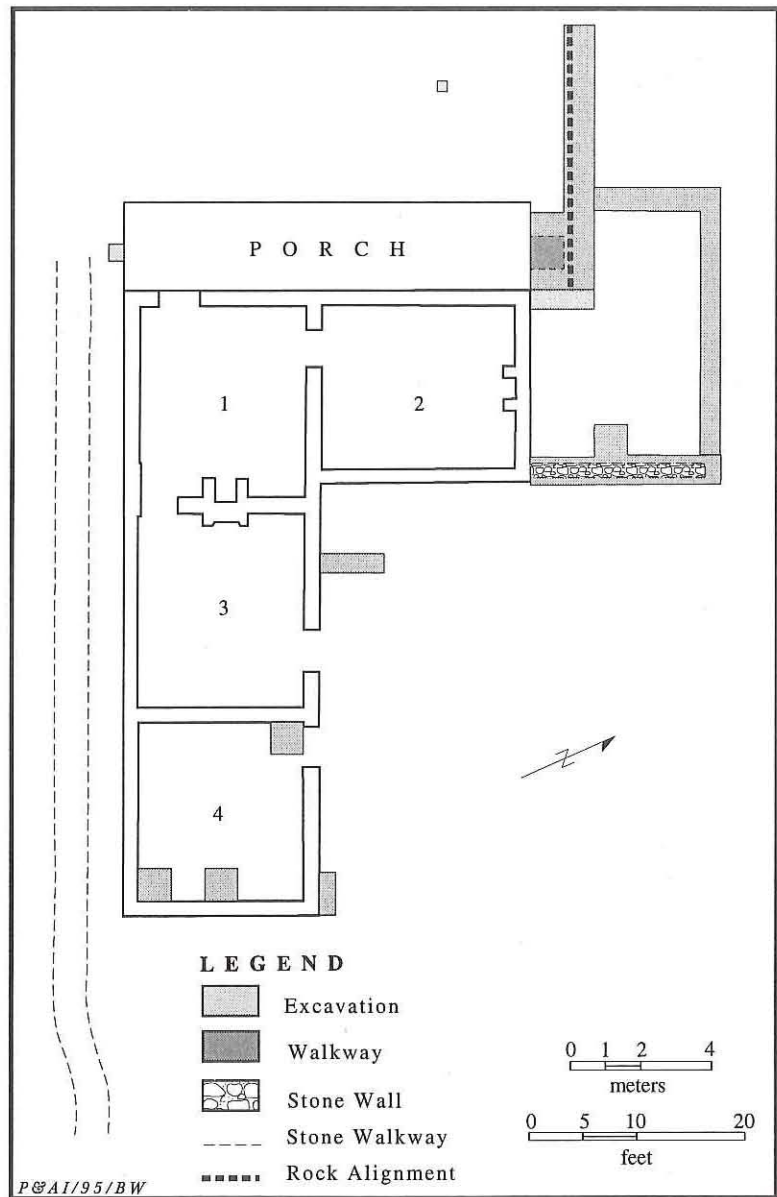 PORCH
1
2
3
4
Z
LEGEND
Excavation
Walkway
Stone Wall
Stone Walkway
Rock Alignment
0 1 2 4
meters
0 5 10 20
feet
P&AI/95/BW